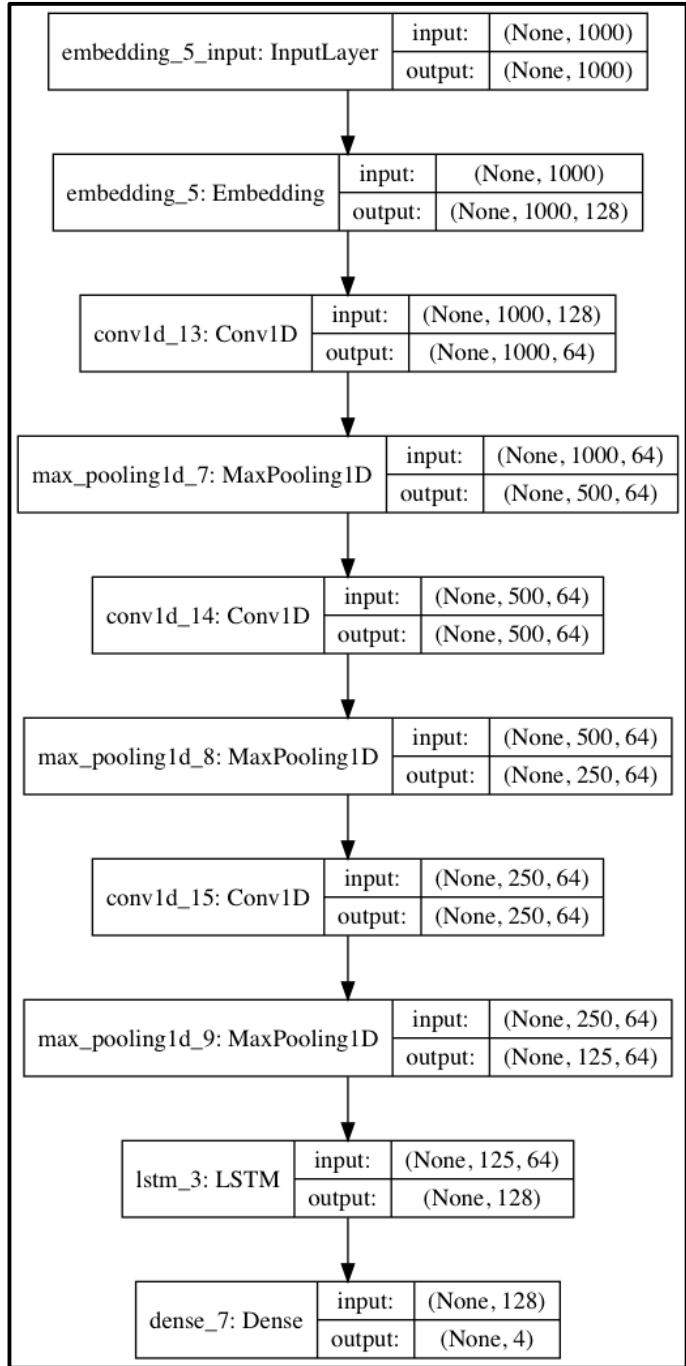 embedding_5_input: InputLayer
input: (None, 1000)
output: (None, 1000)
embedding_5: Embedding
input: (None, 1000)
output: (None, 1000, 128)
conv1d_13: Conv1D
input: (None, 1000, 128)
output: (None, 1000, 64)
max_pooling1d_7: MaxPooling1D
input: (None, 1000, 64)
output: (None, 500, 64)
conv1d_14: Conv1D
input: (None, 500, 64)
output: (None, 500, 64)
max_pooling1d_8: MaxPooling1D
input: (None, 500, 64)
output: (None, 250, 64)
conv1d_15: Conv1D
input: (None, 250, 64)
output: (None, 250, 64)
max_pooling1d_9: MaxPooling1D
input: (None, 250, 64)
output: (None, 125, 64)
lstm_3: LSTM
input: (None, 125, 64)
output: (None, 128)
dense_7: Dense
input: (None, 128)
output: (None, 4)